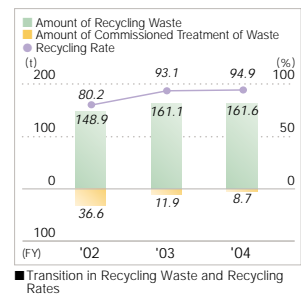 Amount of Recycling Waste
Amount of Commissioned Treatment of Waste
Recycling Rate
(t) (%)
200 80.2 93.1 94.9 100
148.9 161.1 161.6
100 50
0 0
36.6 11.9 8.7
100
(FY) '02 '03 '04
■Transition in Recycling Waste and Recycling
Rates